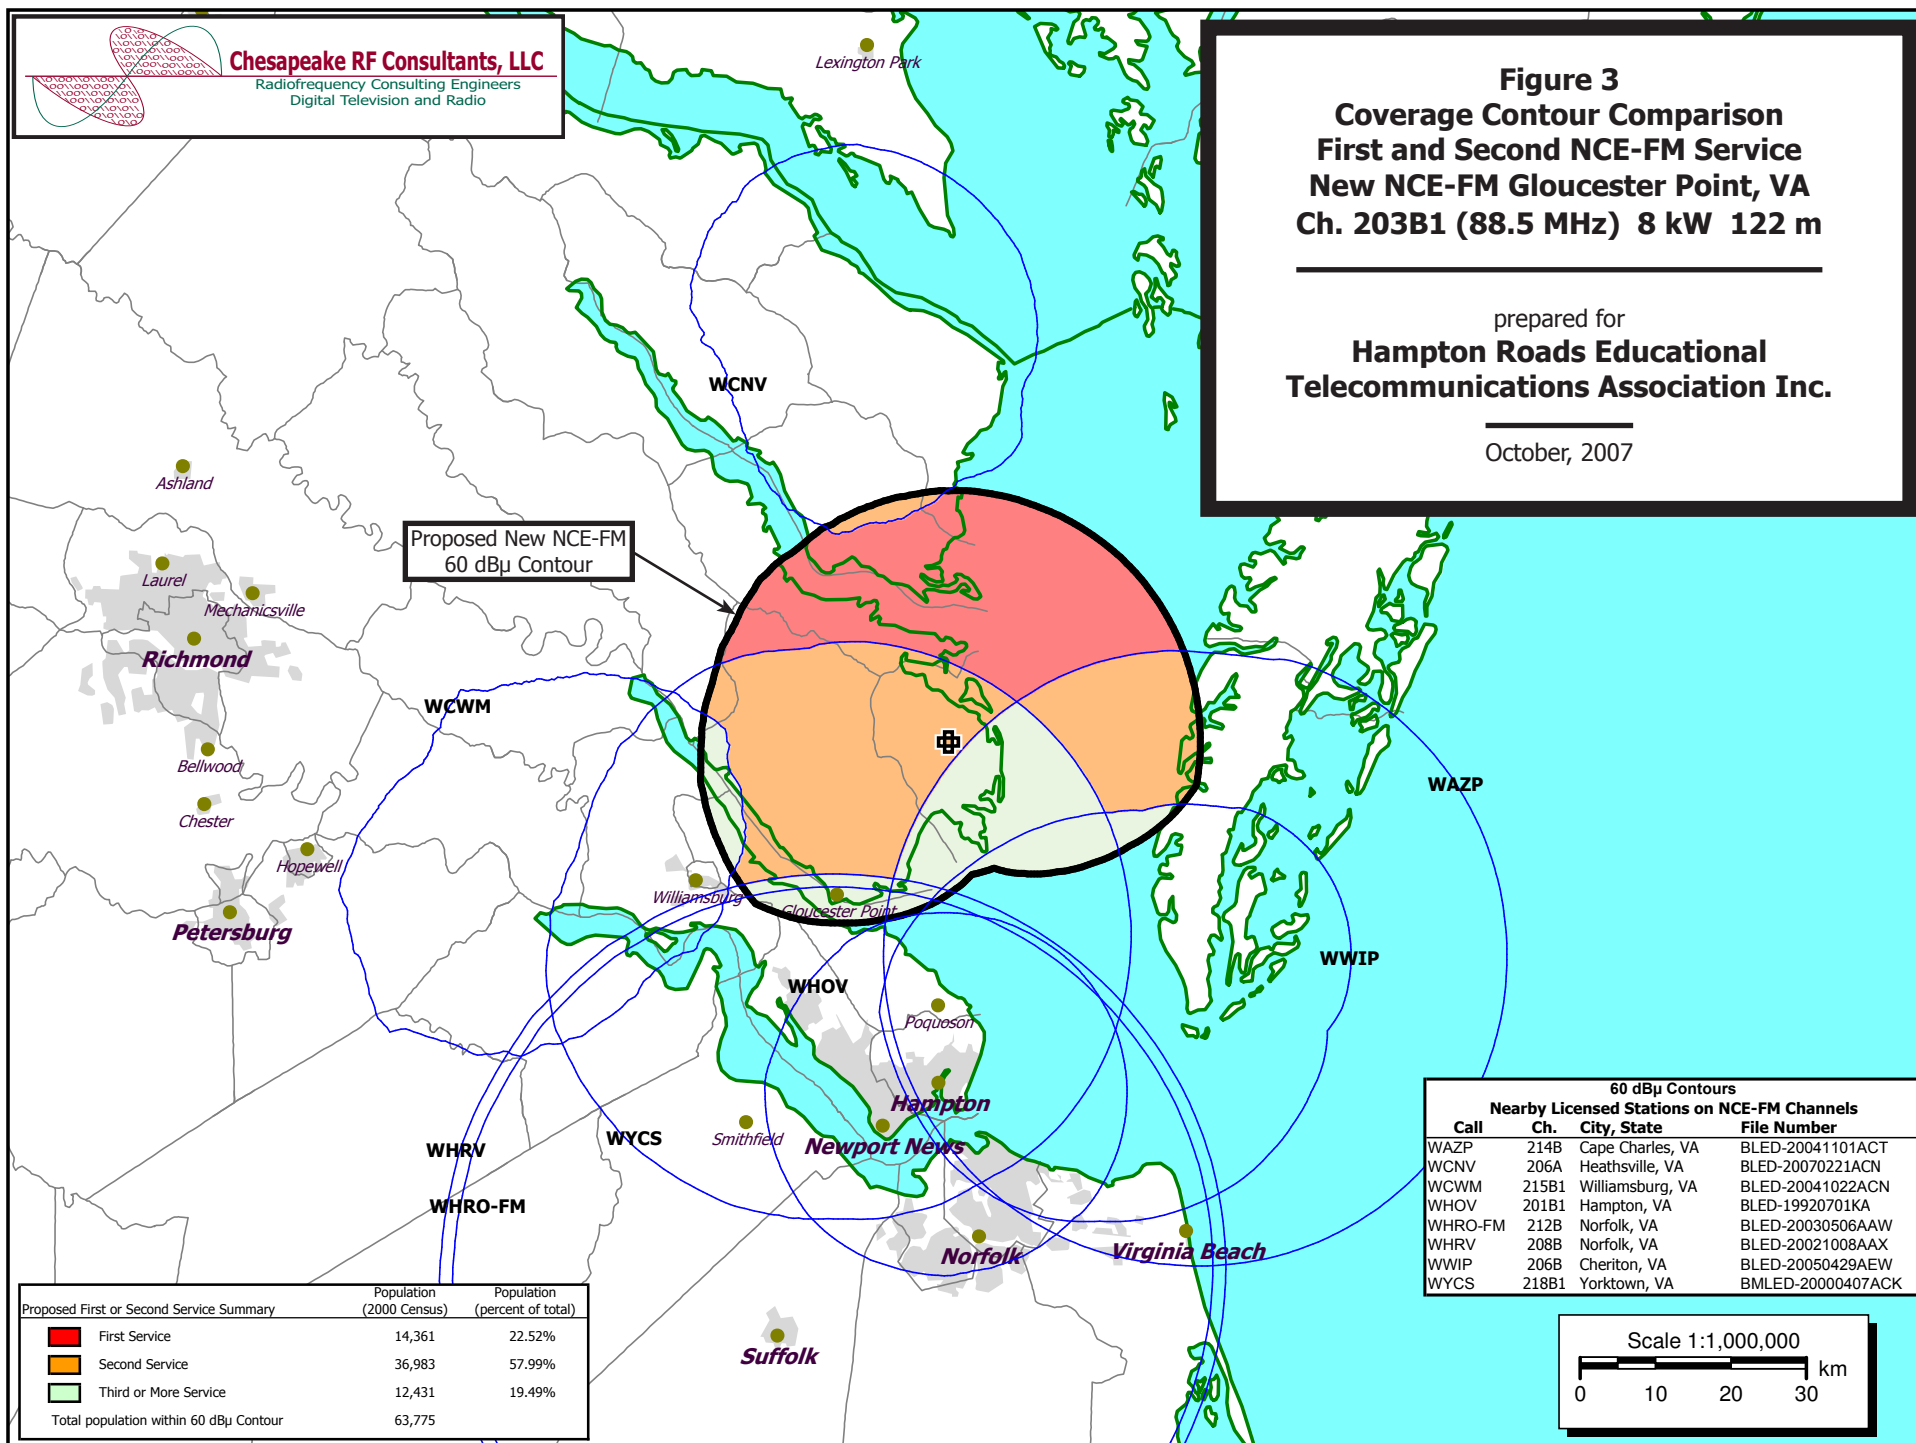 Chesapeake RF Consultants, LLC
Radiofrequency Consulting Engineers
Digital Television and Radio
Figure 3
Coverage Contour Comparison
First and Second NCE-FM Service
New NCE-FM Gloucester Point, VA
Ch. 203B1 (88.5 MHz) 8 kW 122 m
prepared for
Hampton Roads Educational
Telecommunications Association Inc.
October, 2007
Lexington Park
WCNV
Ashland
Proposed New NCE-FM
60 dBµ Contour
Laurel
Mechanicsville
Richmond
WCWM
Bellwood
Chester
WAZP
Hopewell
Williamsburg
Gloucester Point
Petersburg
WWIP
WHOV
Poquoson
Hampton
WHRV
WYCS
Smithfield
Newport News
WHRO-FM
Norfolk
Virginia Beach
Suffolk
60 dBµ Contours
Nearby Licensed Stations on NCE-FM Channels
Call Ch. City, State File Number
WAZP 214B Cape Charles, VA BLED-20041101ACT
WCNV 206A Heathsville, VA BLED-20070221ACN
WCWM 215B1 Williamsburg, VA BLED-20041022ACN
WHOV 201B1 Hampton, VA BLED-19920701KA
WHRO-FM 212B Norfolk, VA BLED-20030506AAW
WHRV 208B Norfolk, VA BLED-20021008AAX
WWIP 206B Cheriton, VA BLED-20050429AEW
WYCS 218B1 Yorktown, VA BMLED-20000407ACK
Proposed First or Second Service Summary Population (2000 Census) Population (percent of total)
First Service 14,361 22.52%
Second Service 36,983 57.99%
Third or More Service 12,431 19.49%
Total population within 60 dBµ Contour 63,775
Scale 1:1,000,000
km
0 10 20 30